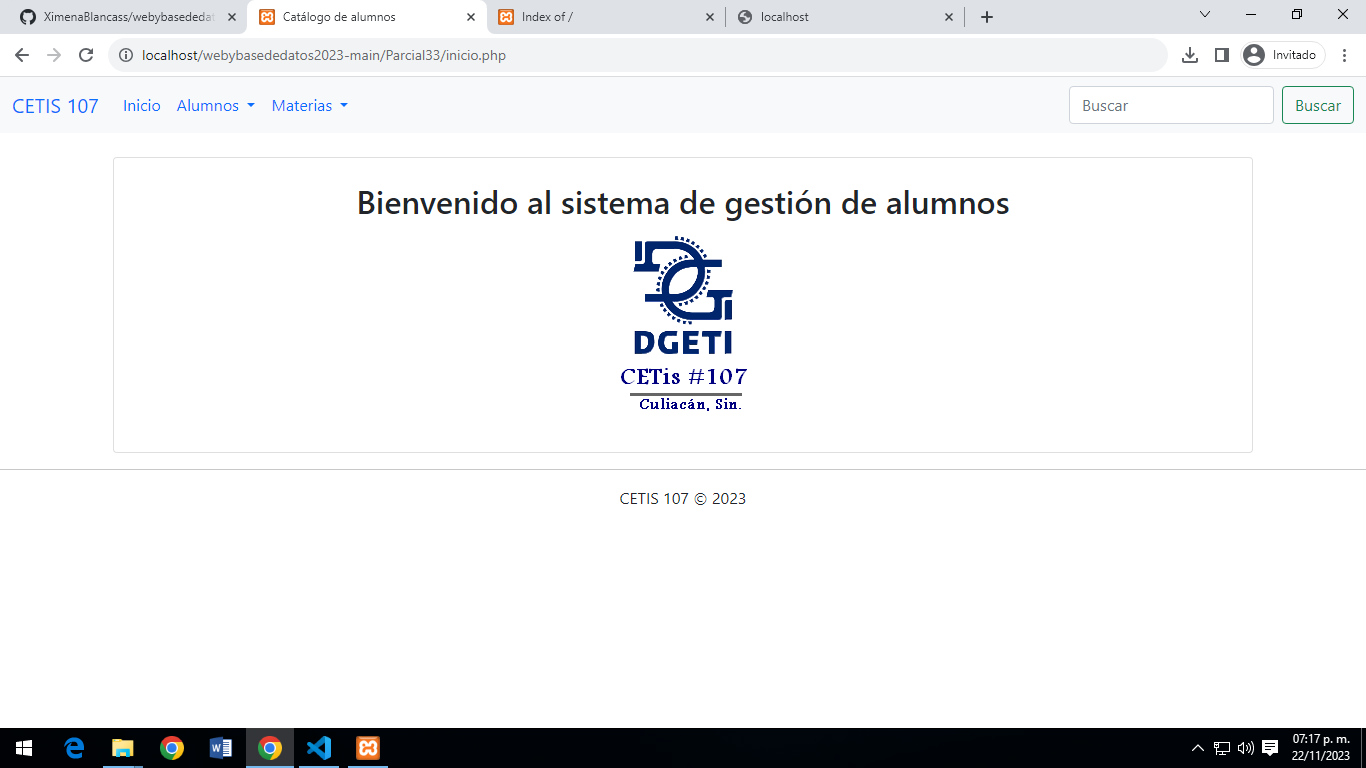 XimenaBlancass/webybasededat
Catálogo de alumnos
Index of /
localhost
localhost/webybasededatos2023-main/Parcial33/inicio.php
Invitado
CETIS 107
Inicio
Alumnos
Materias
Buscar
Buscar
Bienvenido al sistema de gestión de alumnos
DGETI
CETis #107
Culiacán, Sin.
CETIS 107 © 2023
07:17 p. m.
22/11/2023